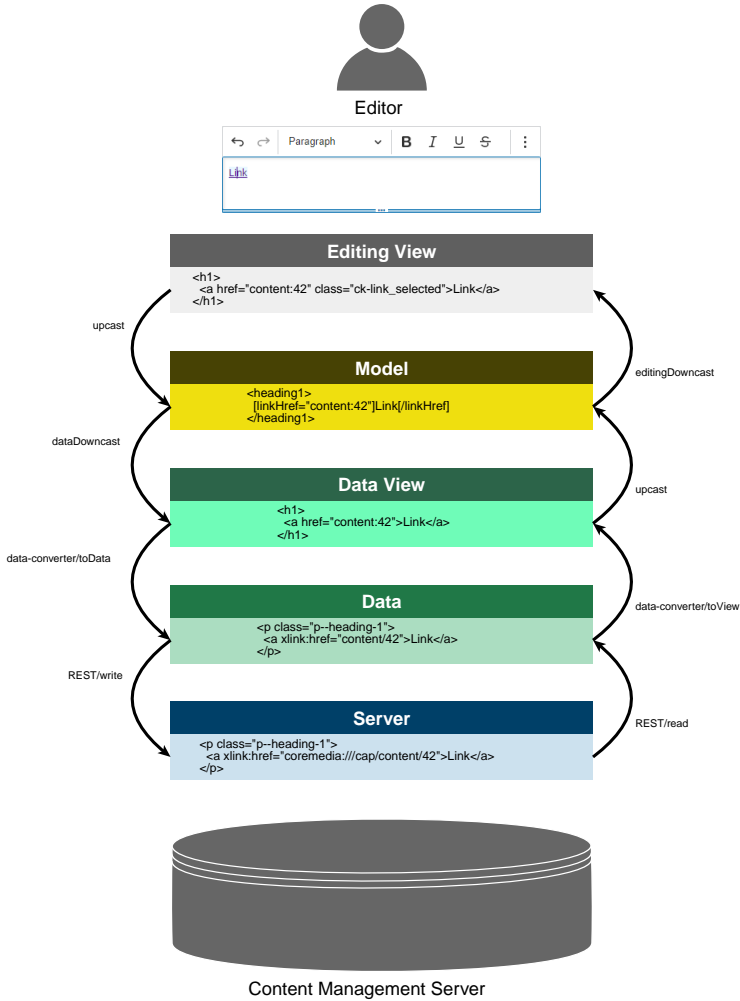 Editor
Paragraph
B I U S
Link
Editing View
<h1>
<a href="content:42" class="ck-link_selected">Link</a>
</h1>
upcast
editingDowncast
Model
<heading1>
[linkHref="content:42"]Link[/linkHref]
</heading1>
dataDowncast
upcast
Data View
<h1>
<a href="content:42">Link</a>
</h1>
data-converter/toData
data-converter/toView
Data
<p class="p--heading-1">
<a xlink:href="content/42">Link</a>
</p>
REST/write
REST/read
Server
<p class="p--heading-1">
<a xlink:href="coremedia:///cap/content/42">Link</a>
</p>
Content Management Server